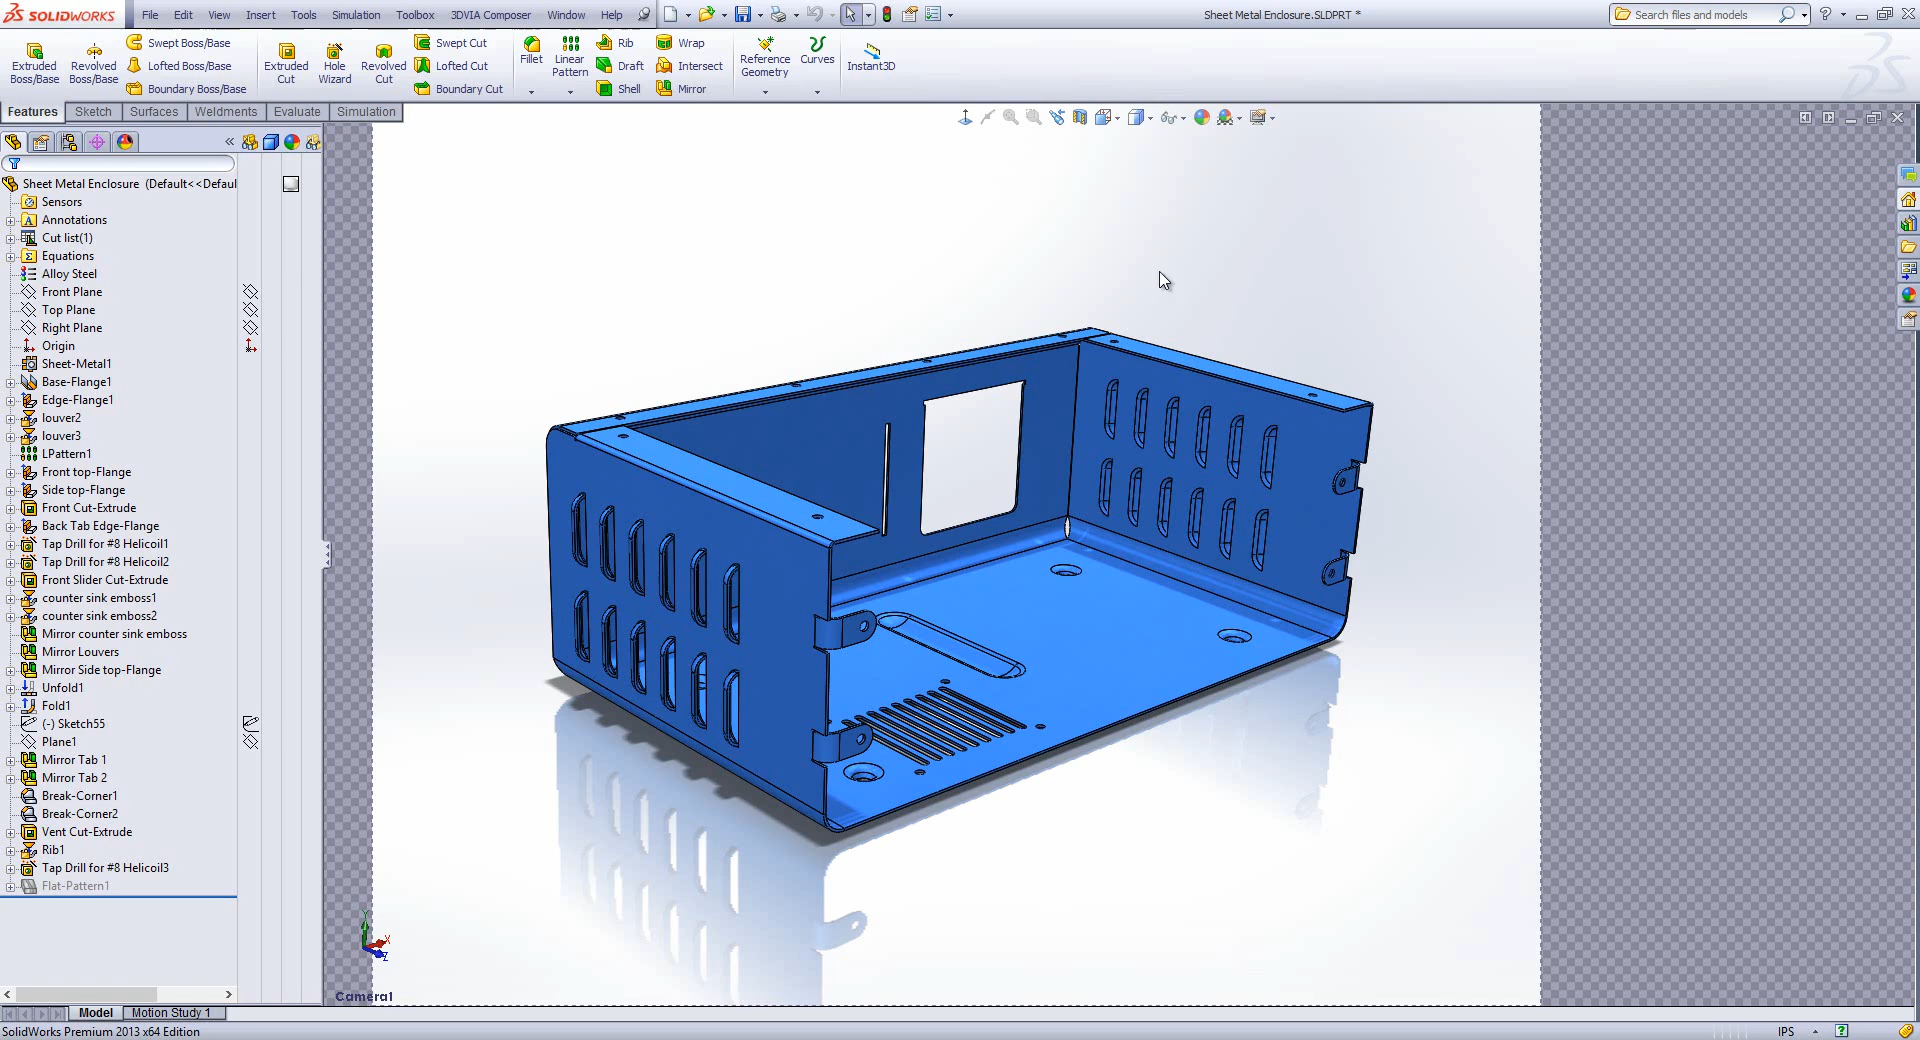 SOLIDWORKS File Edit View Insert Tools Simulation Toolbox 3DVIA Composer Window Help Sheet Metal Enclosure.SLDPRT * Search files and models
Extruded Boss/Base
Revolved Boss/Base
Swept Boss/Base
Lofted Boss/Base
Boundary Boss/Base
Extruded Cut
Hole Wizard
Revolved Cut
Swept Cut
Lofted Cut
Boundary Cut
Fillet
Linear Pattern
Rib
Draft
Shell
Wrap
Intersect
Mirror
Reference Geometry
Curves
Instant3D
Features Sketch Surfaces Weldments Evaluate Simulation
Sheet Metal Enclosure (Default<<Defaul
Sensors
Annotations
Cut list(1)
Equations
Alloy Steel
Front Plane
Top Plane
Right Plane
Origin
Sheet-Metal1
Base-Flange1
Edge-Flange1
louver2
louver3
LPattern1
Front top-Flange
Side top-Flange
Front Cut-Extrude
Back Tab Edge-Flange
Tap Drill for #8 Helicoil1
Tap Drill for #8 Helicoil2
Front Slider Cut-Extrude
counter sink emboss1
counter sink emboss2
Mirror counter sink emboss
Mirror Louvers
Mirror Side top-Flange
Unfold1
Fold1
(-) Sketch55
Plane1
Mirror Tab 1
Mirror Tab 2
Break-Corner1
Break-Corner2
Vent Cut-Extrude
Rib1
Tap Drill for #8 Helicoil3
Flat-Pattern1
Y
X
Z
Camera1
Model Motion Study 1
SolidWorks Premium 2013 x64 Edition IPS